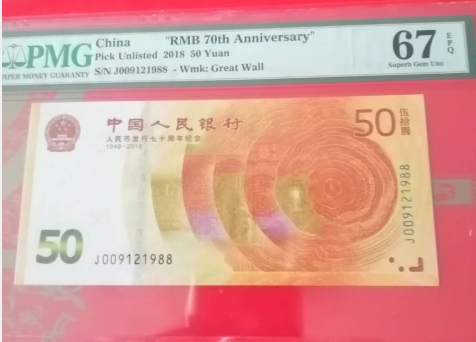 PMG
PAPER MONEY GUARANTY
China "RMB 70th Anniversary"
Pick Unlisted 2018 50 Yuan
S/N J009121988 - Wmk: Great Wall
67 EPQ
Superb Gem Unc
中国人民银行
人民币发行七十周年纪念
1948-2018
50 伍拾圆
J009121988
50
J009121988